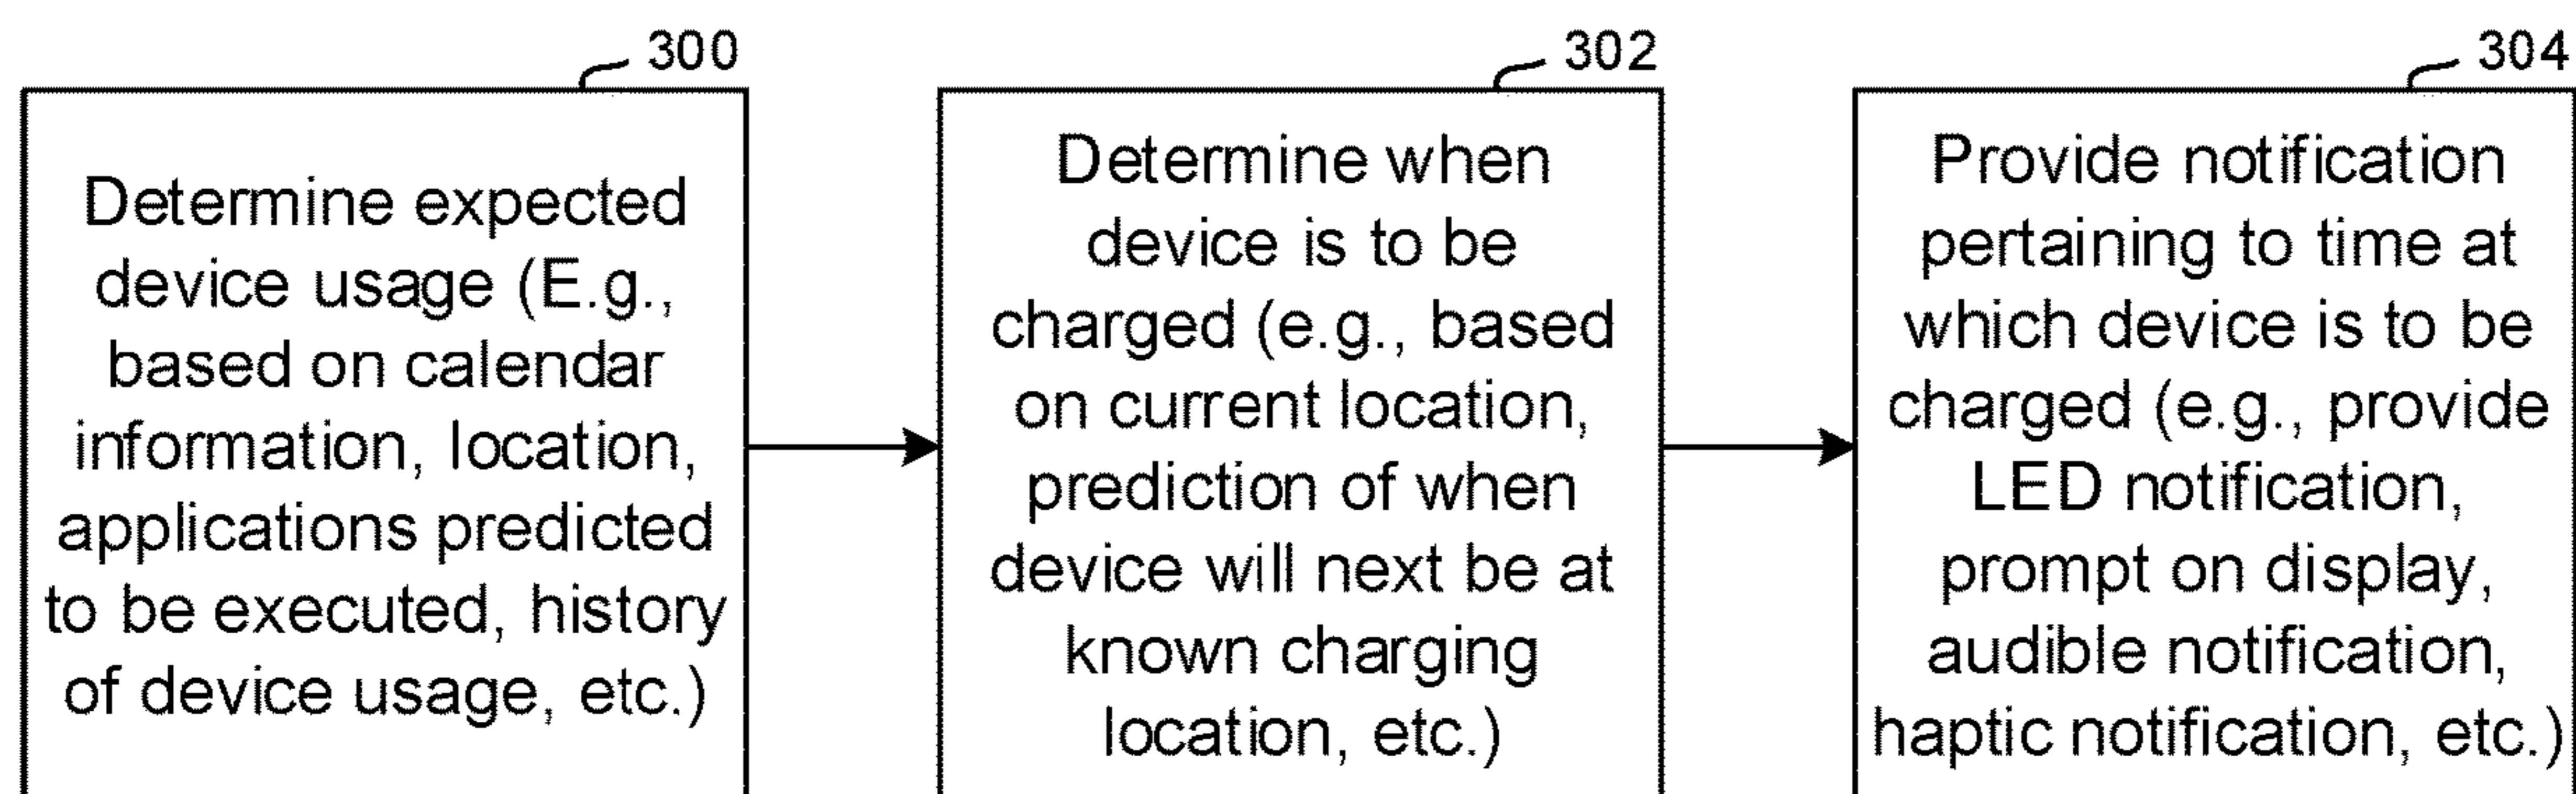 300
Determine expected
device usage (E.g.,
based on calendar
information, location,
applications predicted
to be executed, history
of device usage, etc.)
302
Determine when
device is to be
charged (e.g., based
on current location,
prediction of when
device will next be at
known charging
location, etc.)
304
Provide notification
pertaining to time at
which device is to be
charged (e.g., provide
LED notification,
prompt on display,
audible notification,
haptic notification, etc.)